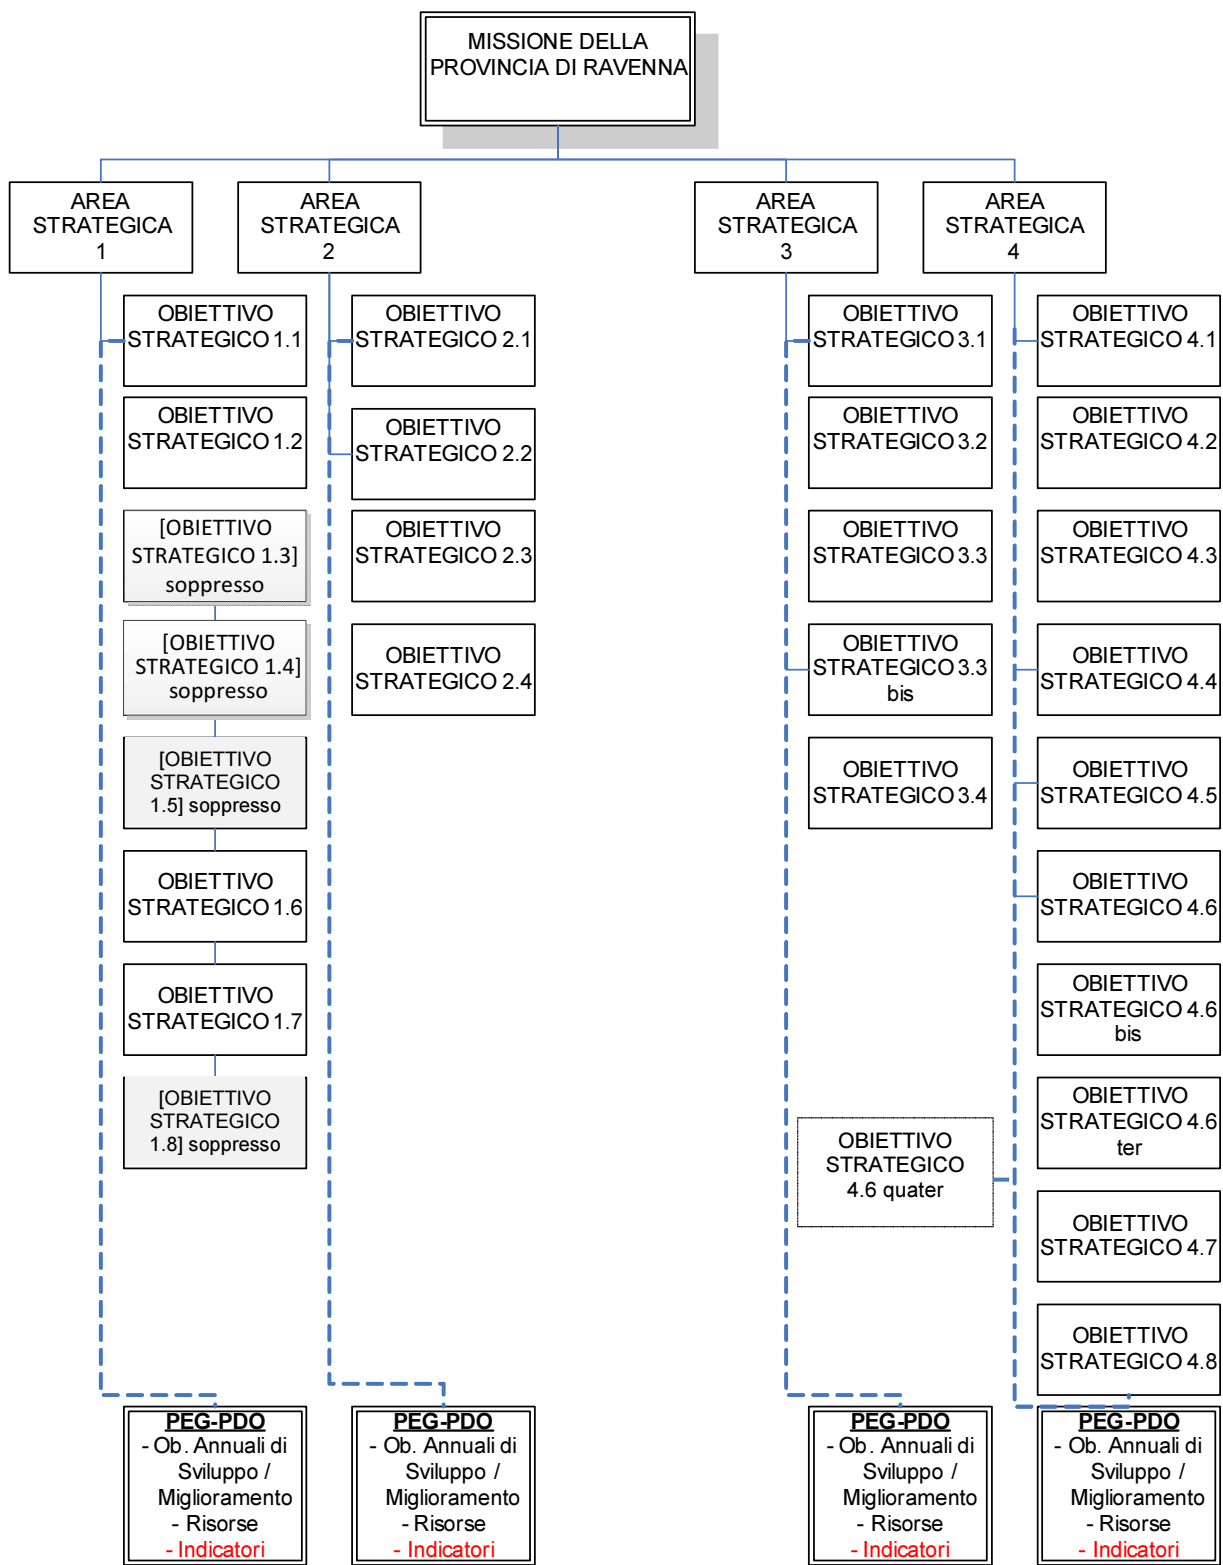 MISSIONE DELLA
PROVINCIA DI RAVENNA
AREA
STRATEGICA
1
AREA
STRATEGICA
2
AREA
STRATEGICA
3
AREA
STRATEGICA
4
OBIETTIVO
STRATEGICO 1.1
OBIETTIVO
STRATEGICO 1.2
[OBIETTIVO
STRATEGICO 1.3]
soppresso
[OBIETTIVO
STRATEGICO 1.4]
soppresso
[OBIETTIVO
STRATEGICO
1.5] soppresso
OBIETTIVO
STRATEGICO 1.6
OBIETTIVO
STRATEGICO 1.7
[OBIETTIVO
STRATEGICO
1.8] soppresso
OBIETTIVO
STRATEGICO 2.1
OBIETTIVO
STRATEGICO 2.2
OBIETTIVO
STRATEGICO 2.3
OBIETTIVO
STRATEGICO 2.4
OBIETTIVO
STRATEGICO 3.1
OBIETTIVO
STRATEGICO 3.2
OBIETTIVO
STRATEGICO 3.3
OBIETTIVO
STRATEGICO 3.3
bis
OBIETTIVO
STRATEGICO 3.4
OBIETTIVO
STRATEGICO 4.1
OBIETTIVO
STRATEGICO 4.2
OBIETTIVO
STRATEGICO 4.3
OBIETTIVO
STRATEGICO 4.4
OBIETTIVO
STRATEGICO 4.5
OBIETTIVO
STRATEGICO 4.6
OBIETTIVO
STRATEGICO 4.6
bis
OBIETTIVO
STRATEGICO 4.6
ter
OBIETTIVO
STRATEGICO
4.6 quater
OBIETTIVO
STRATEGICO 4.7
OBIETTIVO
STRATEGICO 4.8
PEG-PDO
- Ob. Annuali di
Sviluppo /
Miglioramento
- Risorse
- Indicatori
PEG-PDO
- Ob. Annuali di
Sviluppo /
Miglioramento
- Risorse
- Indicatori
PEG-PDO
- Ob. Annuali di
Sviluppo /
Miglioramento
- Risorse
- Indicatori
PEG-PDO
- Ob. Annuali di
Sviluppo /
Miglioramento
- Risorse
- Indicatori